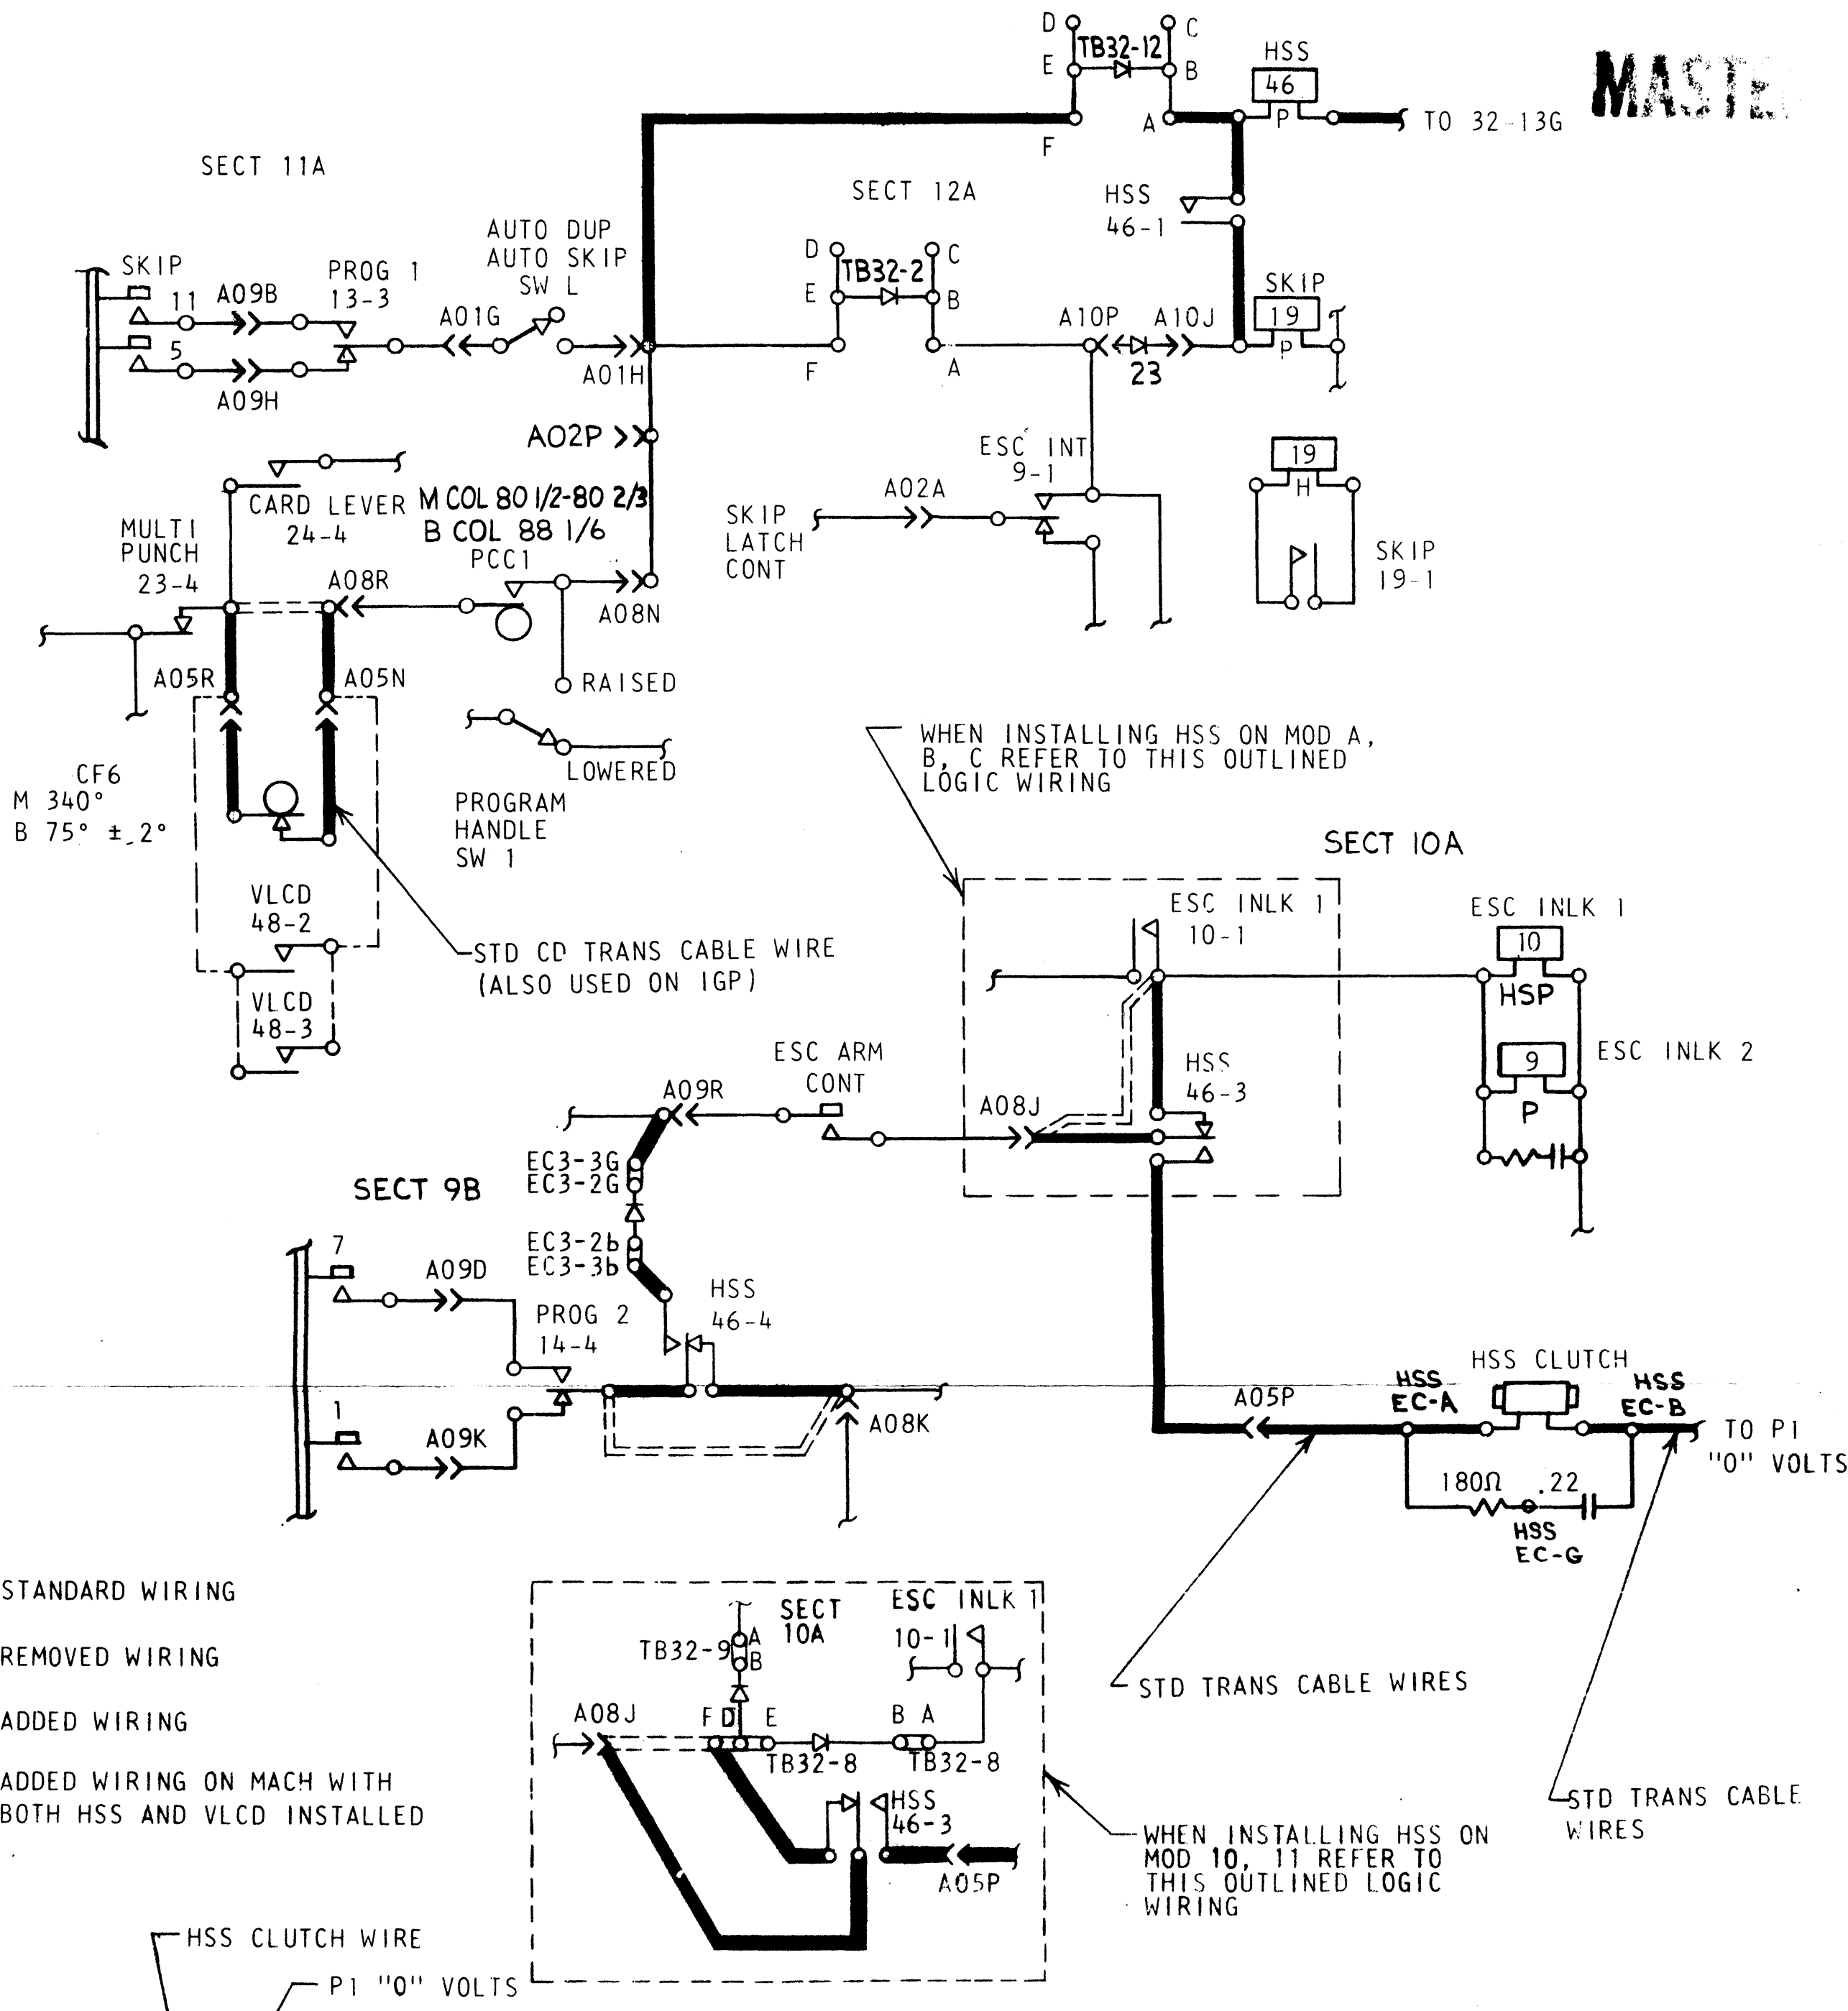 D
C
TB32-12
E
B
HSS
46
P
A
F
TO 32-13G
MASTE
SECT 11A
SECT 12A
HSS
46-1
AUTO DUP
AUTO SKIP
SW L
SKIP
11
A09B
PROG 1
13-3
A01G
5
A09H
A01H
D
C
TB32-2
E
B
F
A
A10P
A10J
23
SKIP
19
P
A02P
ESC INT
9-1
A02A
SKIP
LATCH
CONT
19
H
SKIP
19-1
CARD LEVER
24-4
M COL 80 1/2-80 2/3
B COL 88 1/6
PCC1
MULTI
PUNCH
23-4
A08R
A08N
A05R
A05N
RAISED
LOWERED
PROGRAM
HANDLE
SW 1
CF6
M 340°
B 75° ± 2°
VLCD
48-2
VLCD
48-3
STD CD TRANS CABLE WIRE
(ALSO USED ON IGP)
WHEN INSTALLING HSS ON MOD A,
B, C REFER TO THIS OUTLINED
LOGIC WIRING
SECT 10A
ESC INLK 1
10-1
ESC INLK 1
10
HSP
9
P
ESC INLK 2
HSS
46-3
A08J
ESC ARM
CONT
A09R
EC3-3G
EC3-2G
EC3-2b
EC3-3b
SECT 9B
7
A09D
PROG 2
14-4
HSS
46-4
1
A09K
A08K
A05P
HSS
EC-A
HSS CLUTCH
HSS
EC-B
TO P1
"0" VOLTS
180Ω
.22
HSS
EC-G
STANDARD WIRING
REMOVED WIRING
ADDED WIRING
ADDED WIRING ON MACH WITH
BOTH HSS AND VLCD INSTALLED
SECT
10A
ESC INLK 1
10-1
TB32-9
A
B
A08J
F
D
E
B
A
TB32-8
TB32-8
HSS
46-3
A05P
STD TRANS CABLE WIRES
STD TRANS CABLE
WIRES
WHEN INSTALLING HSS ON
MOD 10, 11 REFER TO
THIS OUTLINED LOGIC
WIRING
HSS CLUTCH WIRE
P1 "0" VOLTS